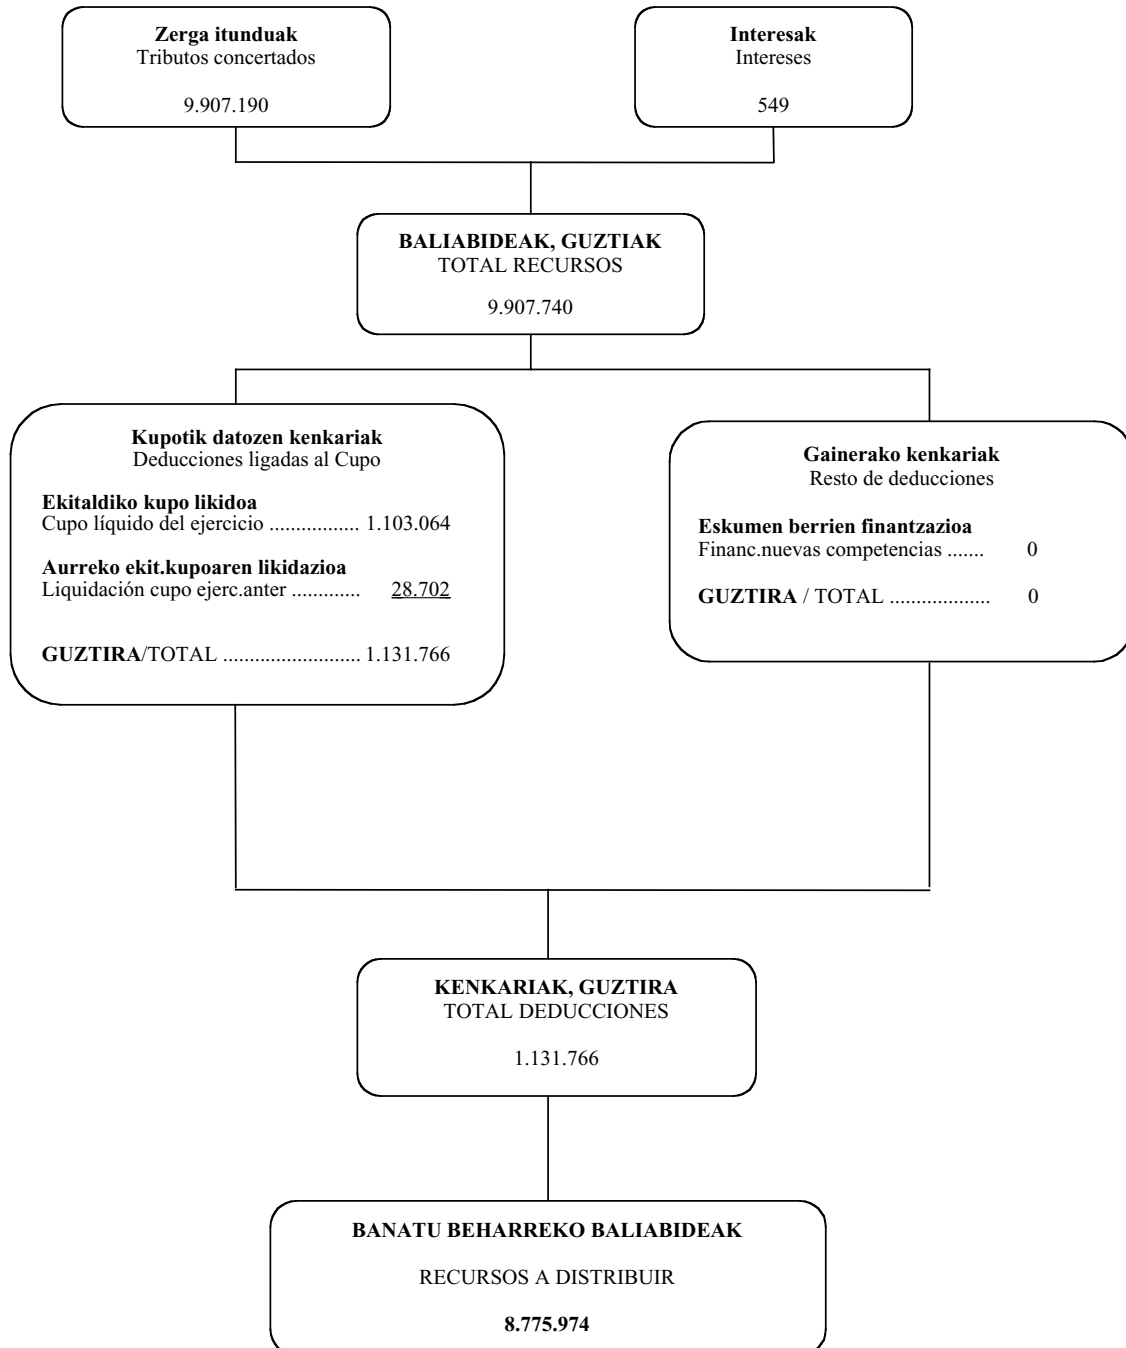 Zerga itunduak
Tributos concertados
9.907.190
Interesak
Intereses
549
BALIABIDEAK, GUZTIAK
TOTAL RECURSOS
9.907.740
Kupotik datozen kenkariak
Deducciones ligadas al Cupo
Ekitaldiko kupo likidoa
Cupo líquido del ejercicio ................. 1.103.064
Aurreko ekit.kupoaren likidazioa
Liquidación cupo ejerc.anter ............. 28.702
GUZTIRA/TOTAL .......................... 1.131.766
Gainerako kenkariak
Resto de deducciones
Eskumen berrien finantzazioa
Financ.nuevas competencias ....... 0
GUZTIRA / TOTAL ................... 0
KENKARIAK, GUZTIRA
TOTAL DEDUCCIONES
1.131.766
BANATU BEHARREKO BALIABIDEAK
RECURSOS A DISTRIBUIR
8.775.974